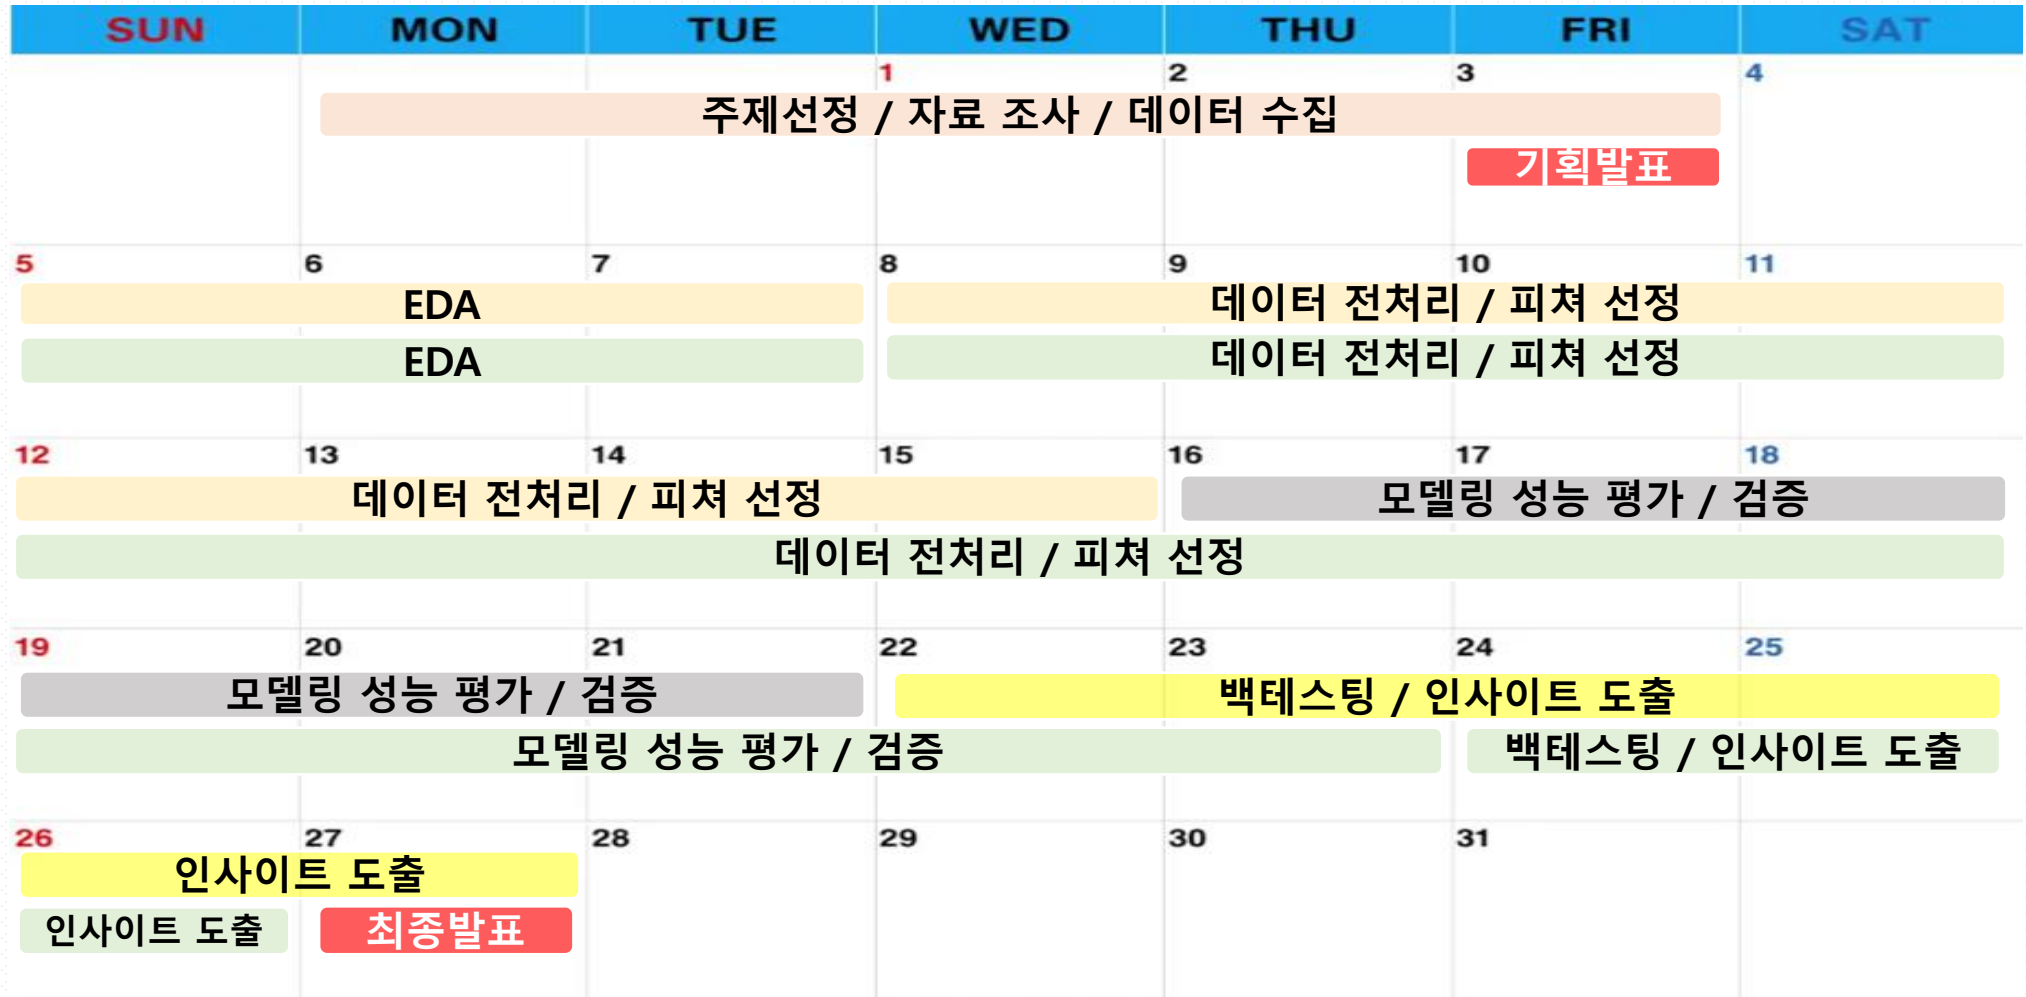 SUN MON TUE WED THU FRI SAT
1 2 3 4
주제선정 / 자료 조사 / 데이터 수집
기획발표
5 6 7 8 9 10 11
EDA 데이터 전처리 / 피쳐 선정
EDA 데이터 전처리 / 피쳐 선정
12 13 14 15 16 17 18
데이터 전처리 / 피쳐 선정 모델링 성능 평가 / 검증
데이터 전처리 / 피쳐 선정
19 20 21 22 23 24 25
모델링 성능 평가 / 검증 백테스팅 / 인사이트 도출
모델링 성능 평가 / 검증 백테스팅 / 인사이트 도출
26 27 28 29 30 31
인사이트 도출
인사이트 도출 최종발표